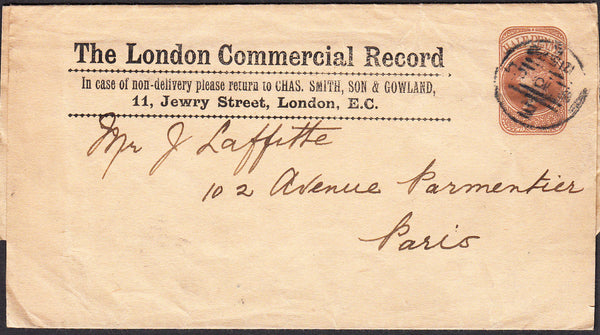 The London Commercial Record
In case of non-delivery please return to CHAS. SMITH, SON & GOWLAND,
11, Jewry Street, London, E.C.
Mr J Laffitte
102 Avenue Parmentier
Paris